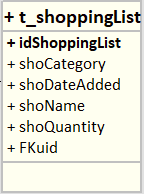 + t_shoppingList
+ idShoppingList
+ shoCategory
+ shoDateAdded
+ shoName
+ shoQuantity
+ FKuid